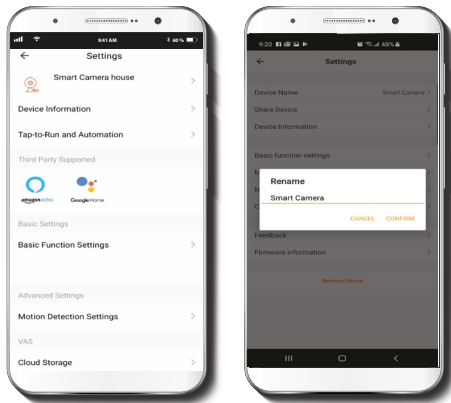 9:41 AM
60%
Settings
Smart Camera house
Device Information
Tap-to-Run and Automation
Third Party Supported
amazon echo
Google Home
Basic Settings
Basic Function Settings
Advanced Settings
Motion Detection Settings
VAS
Cloud Storage
9:20
48%
Settings
Device Name Smart Camera
Share Device
Device Information
Basic function settings
N
Rename
M
Smart Camera
C
CANCEL CONFIRM
Feedback
Firmware information
Remove Device